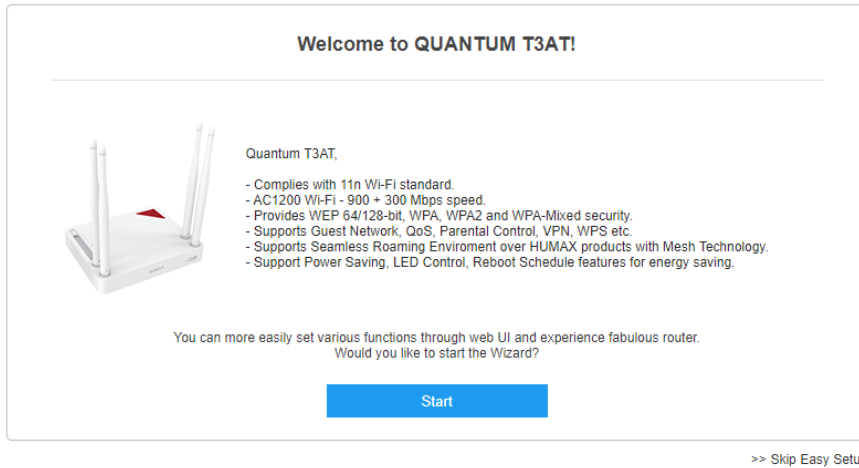 Welcome to QUANTUM T3AT!
Quantum T3AT,
- Complies with 11n Wi-Fi standard.
- AC1200 Wi-Fi - 900 + 300 Mbps speed.
- Provides WEP 64/128-bit, WPA, WPA2 and WPA-Mixed security.
- Supports Guest Network, QoS, Parental Control, VPN, WPS etc.
- Supports Seamless Roaming Enviroment over HUMAX products with Mesh Technology.
- Support Power Saving, LED Control, Reboot Schedule features for energy saving.
You can more easily set various functions through web UI and experience fabulous router.
Would you like to start the Wizard?
Start
>> Skip Easy Setu